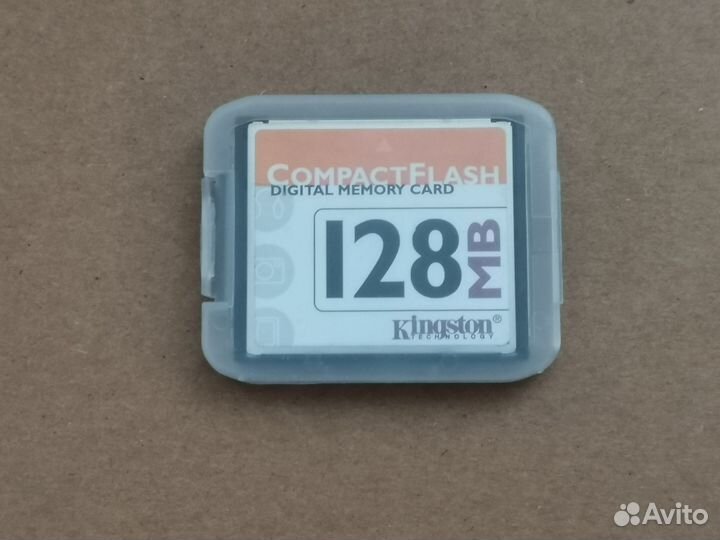 COMPACTFLASH
DIGITAL MEMORY CARD
128 MB
Kingston®
TECHNOLOGY
Avito